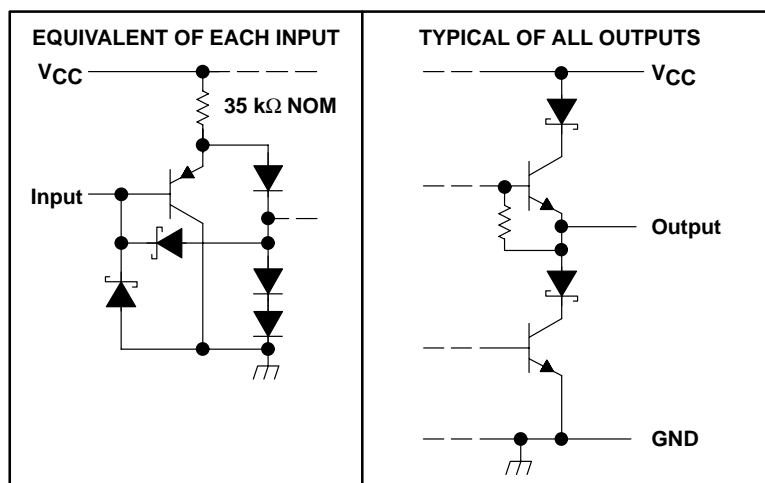 EQUIVALENT OF EACH INPUT
VCC
35 kΩ NOM
Input
TYPICAL OF ALL OUTPUTS
VCC
Output
GND